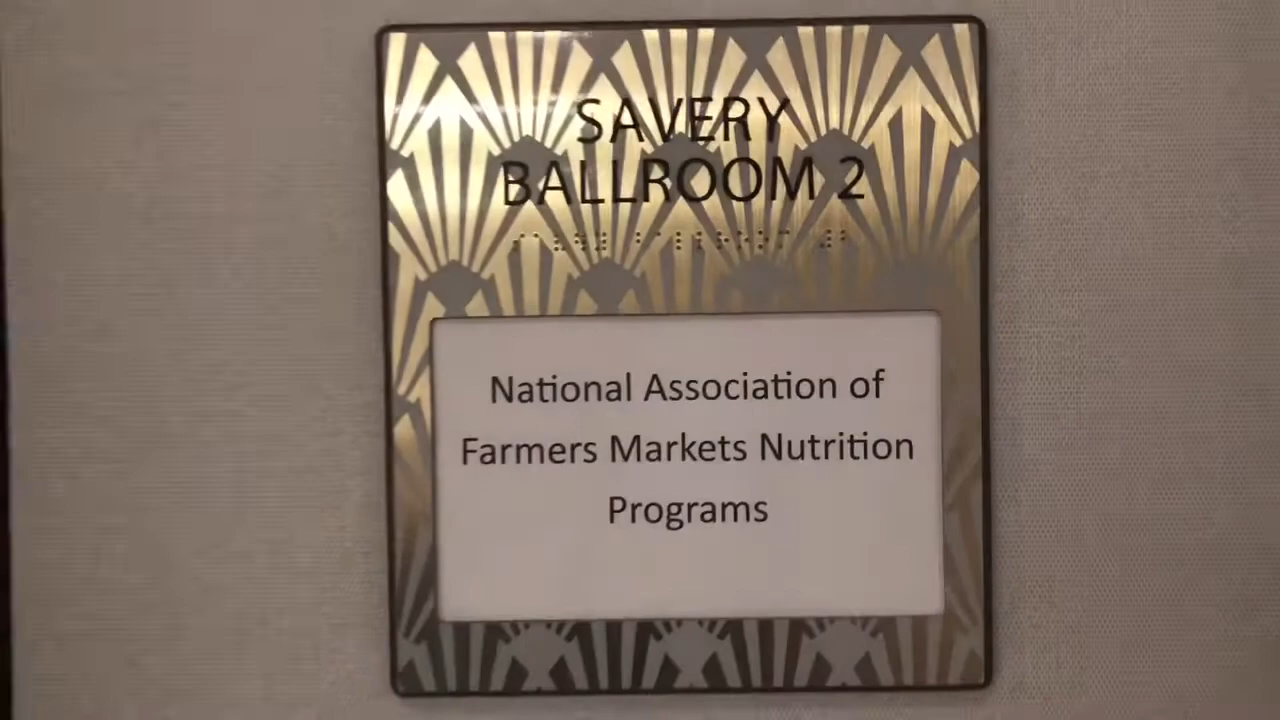 SAVERY
BALLROOM 2
National Association of
Farmers Markets Nutrition
Programs